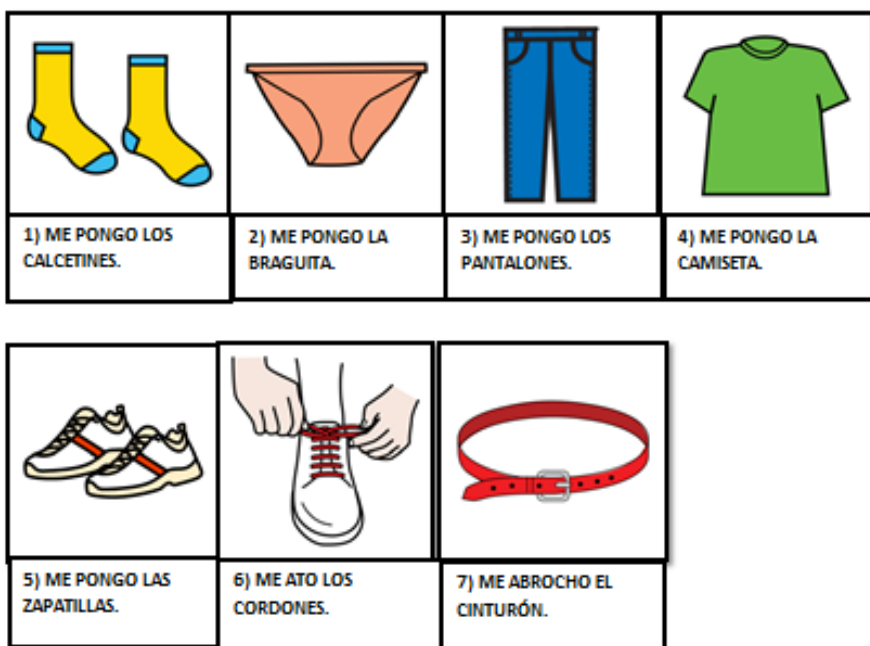 1) ME PONGO LOS
CALCETINES.
2) ME PONGO LA
BRAGUITA.
3) ME PONGO LOS
PANTALONES.
4) ME PONGO LA
CAMISETA.
5) ME PONGO LAS
ZAPATILLAS.
6) ME ATO LOS
CORDONES.
7) ME ABROCHO EL
CINTURÓN.